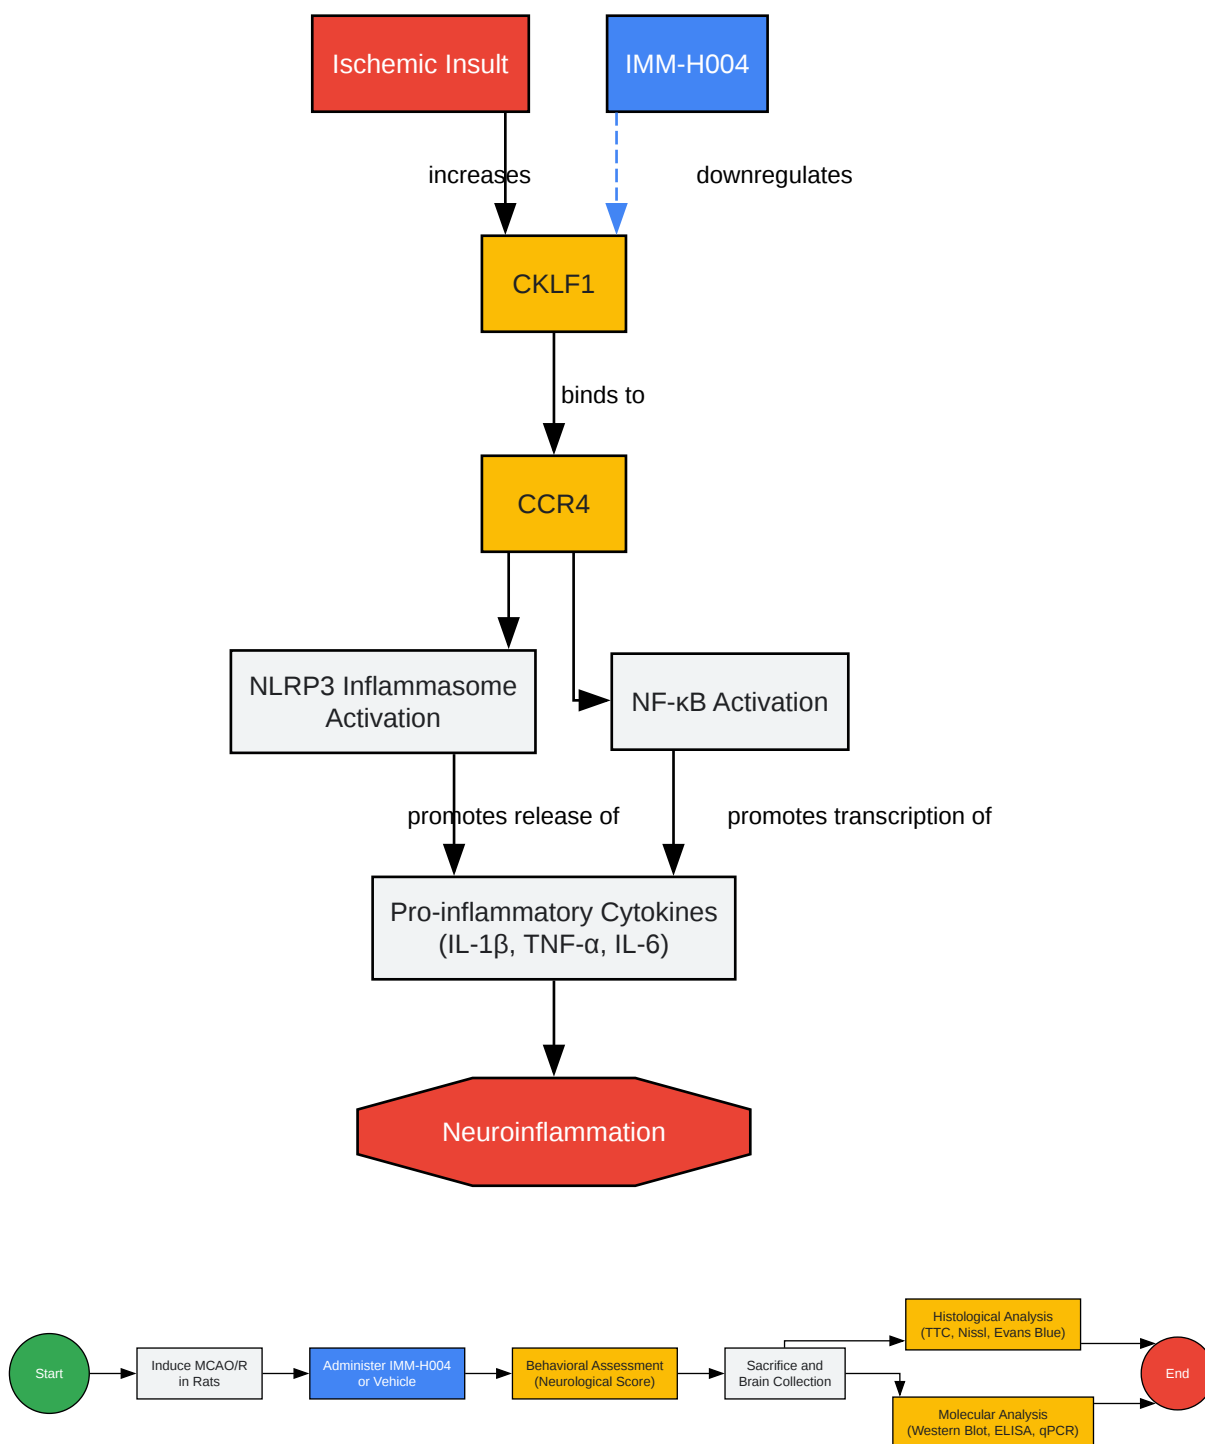 Ischemic Insult
IMM-H004
increases
downregulates
CKLF1
binds to
CCR4
NLRP3 Inflammasome
Activation
NF-κB Activation
promotes release of
promotes transcription of
Pro-inflammatory Cytokines
(IL-1β, TNF-α, IL-6)
Neuroinflammation
Start
Induce MCAO/R
in Rats
Administer IMM-H004
or Vehicle
Behavioral Assessment
(Neurological Score)
Sacrifice and
Brain Collection
Histological Analysis
(TTC, Nissl, Evans Blue)
Molecular Analysis
(Western Blot, ELISA, qPCR)
End